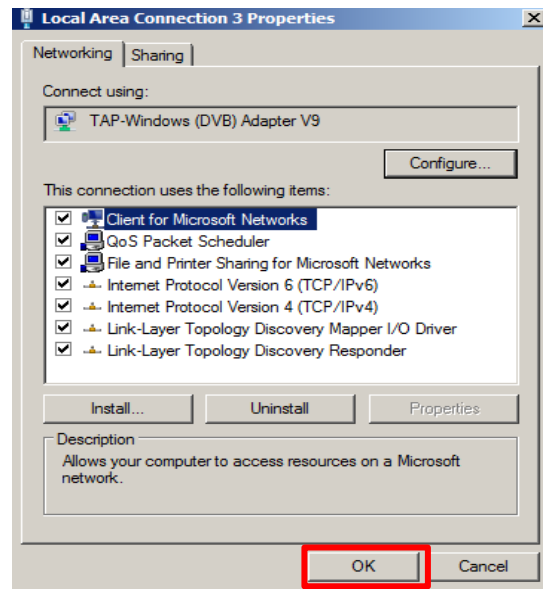 Local Area Connection 3 Properties
Networking
Sharing
Connect using:
TAP-Windows (DVB) Adapter V9
Configure...
This connection uses the following items:
Client for Microsoft Networks
QoS Packet Scheduler
File and Printer Sharing for Microsoft Networks
Internet Protocol Version 6 (TCP/IPv6)
Internet Protocol Version 4 (TCP/IPv4)
Link-Layer Topology Discovery Mapper I/O Driver
Link-Layer Topology Discovery Responder
Install...
Uninstall
Properties
Description
Allows your computer to access resources on a Microsoft
network.
OK
Cancel